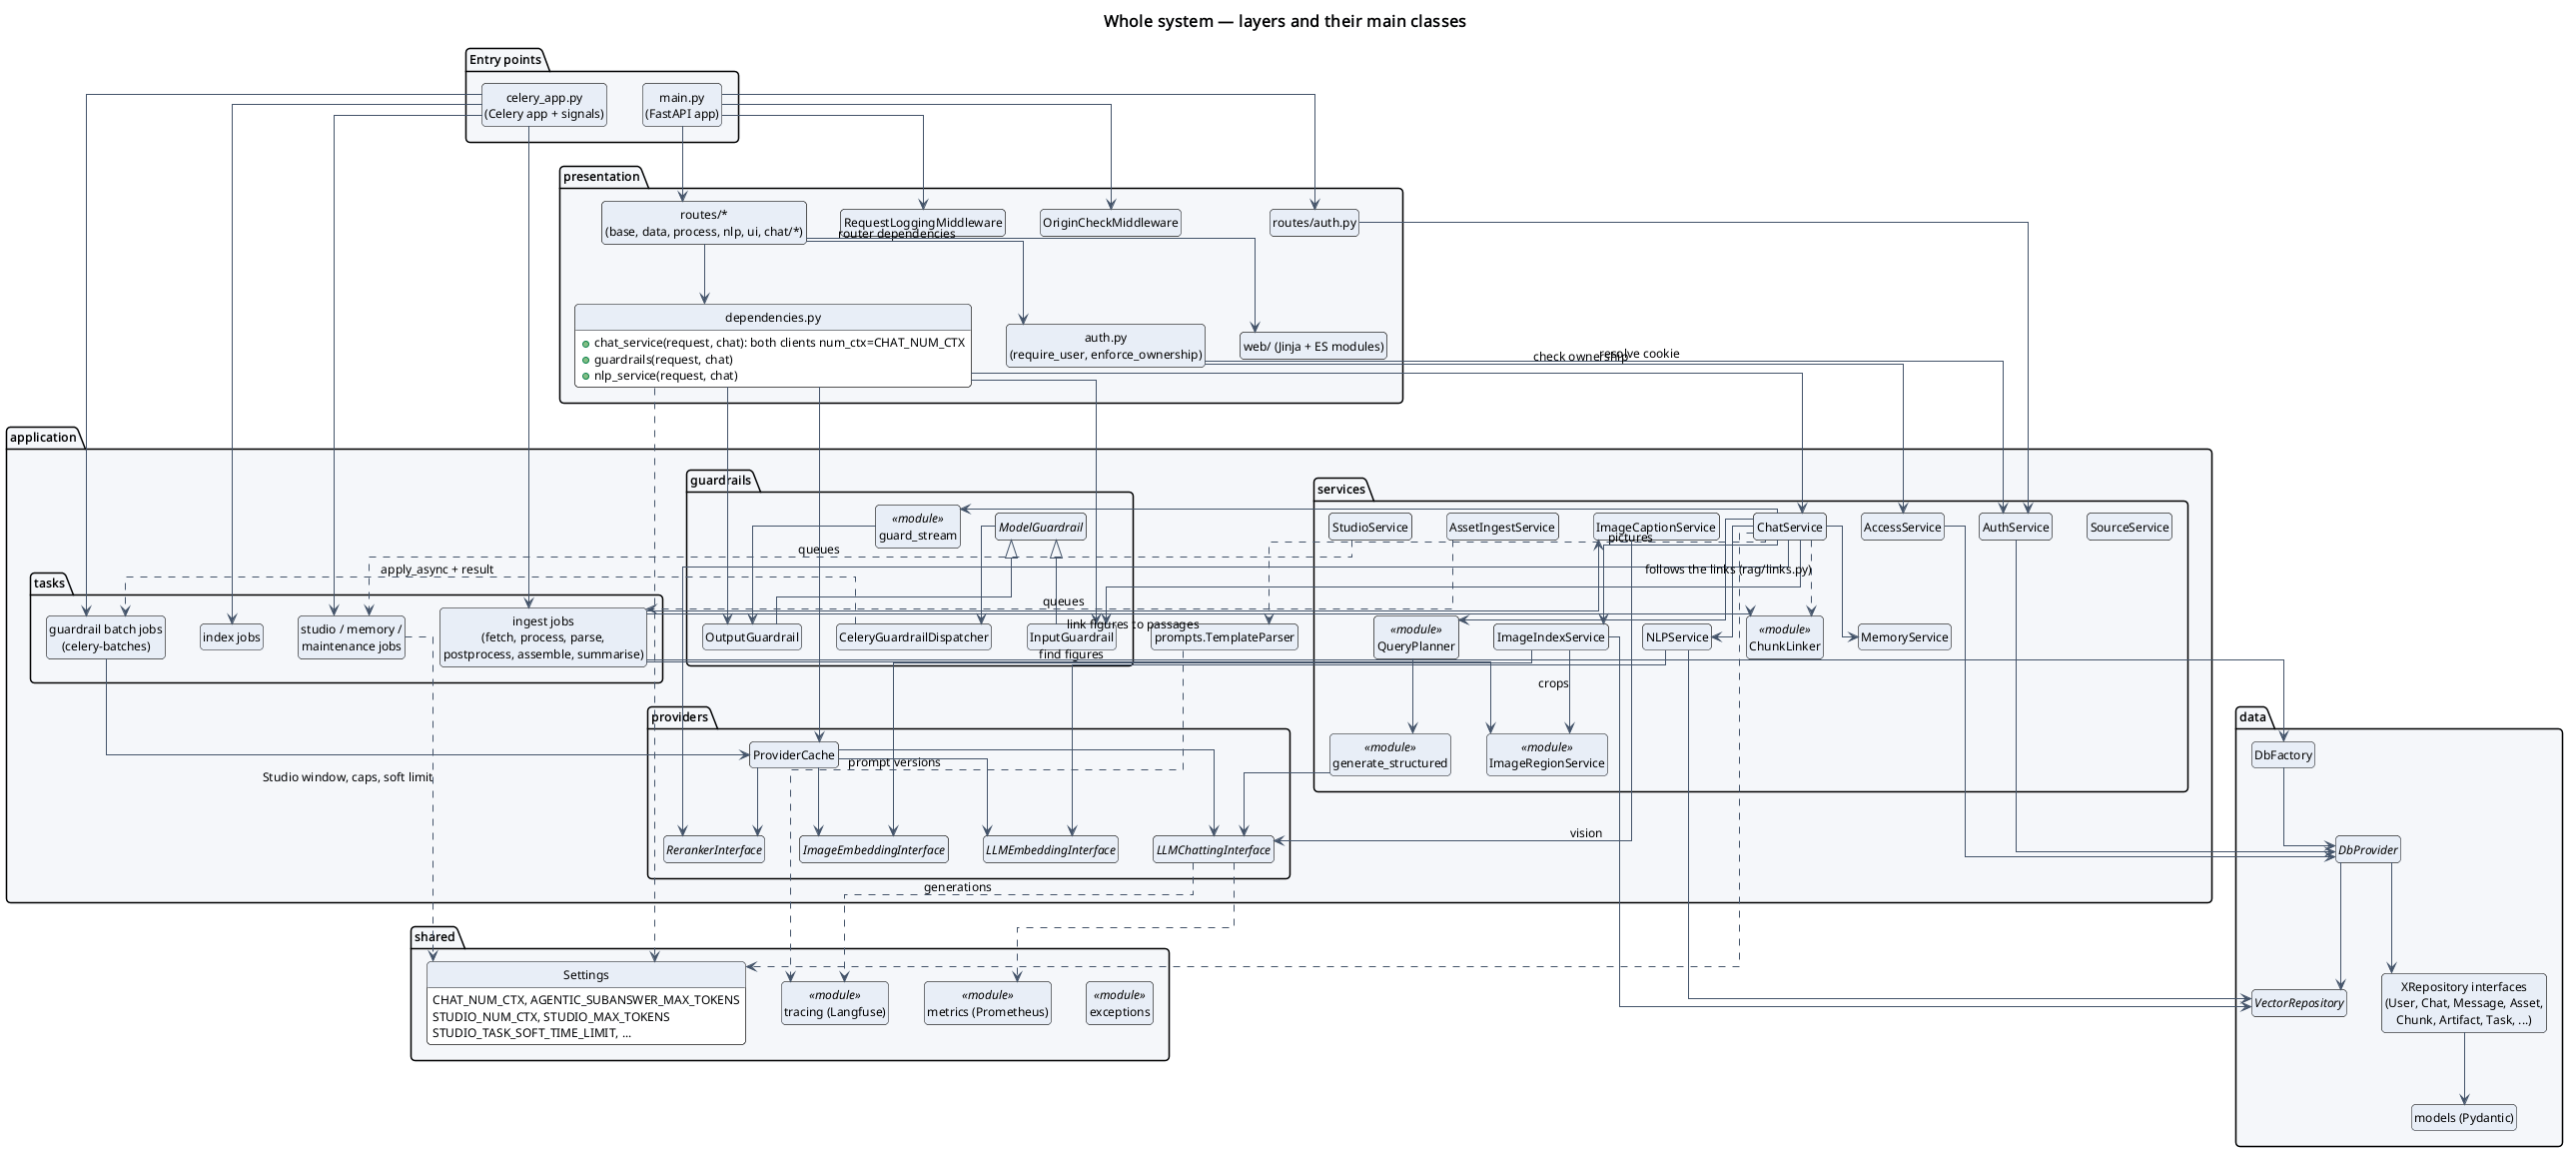 Whole system — layers and their main classes
Entry points
celery_app.py
(Celery app + signals)
main.py
(FastAPI app)
presentation
routes/*
(base, data, process, nlp, ui, chat/*)
RequestLoggingMiddleware
OriginCheckMiddleware
routes/auth.py
router dependencies
dependencies.py
chat_service(request, chat): both clients num_ctx=CHAT_NUM_CTX
guardrails(request, chat)
nlp_service(request, chat)
auth.py
(require_user, enforce_ownership)
web/ (Jinja + ES modules)
check ownership
resolve cookie
application
guardrails
«module»
guard_stream
ModelGuardrail
services
StudioService
AssetIngestService
ImageCaptionService
ChatService
AccessService
AuthService
SourceService
queues
pictures
apply_async + result
follows the links (rag/links.py)
tasks
guardrail batch jobs
(celery-batches)
index jobs
studio / memory /
maintenance jobs
ingest jobs
(fetch, process, parse,
postprocess, assemble, summarise)
queues
OutputGuardrail
CeleryGuardrailDispatcher
InputGuardrail
link figures to passages
find figures
prompts.TemplateParser
«module»
QueryPlanner
ImageIndexService
NLPService
«module»
ChunkLinker
MemoryService
crops
providers
ProviderCache
prompt versions
«module»
generate_structured
«module»
ImageRegionService
Studio window, caps, soft limit
vision
RerankerInterface
ImageEmbeddingInterface
LLMEmbeddingInterface
LLMChattingInterface
generations
data
DbFactory
DbProvider
VectorRepository
XRepository interfaces
(User, Chat, Message, Asset,
Chunk, Artifact, Task, ...)
models (Pydantic)
shared
Settings
CHAT_NUM_CTX, AGENTIC_SUBANSWER_MAX_TOKENS
STUDIO_NUM_CTX, STUDIO_MAX_TOKENS
STUDIO_TASK_SOFT_TIME_LIMIT, ...
«module»
tracing (Langfuse)
«module»
metrics (Prometheus)
«module»
exceptions